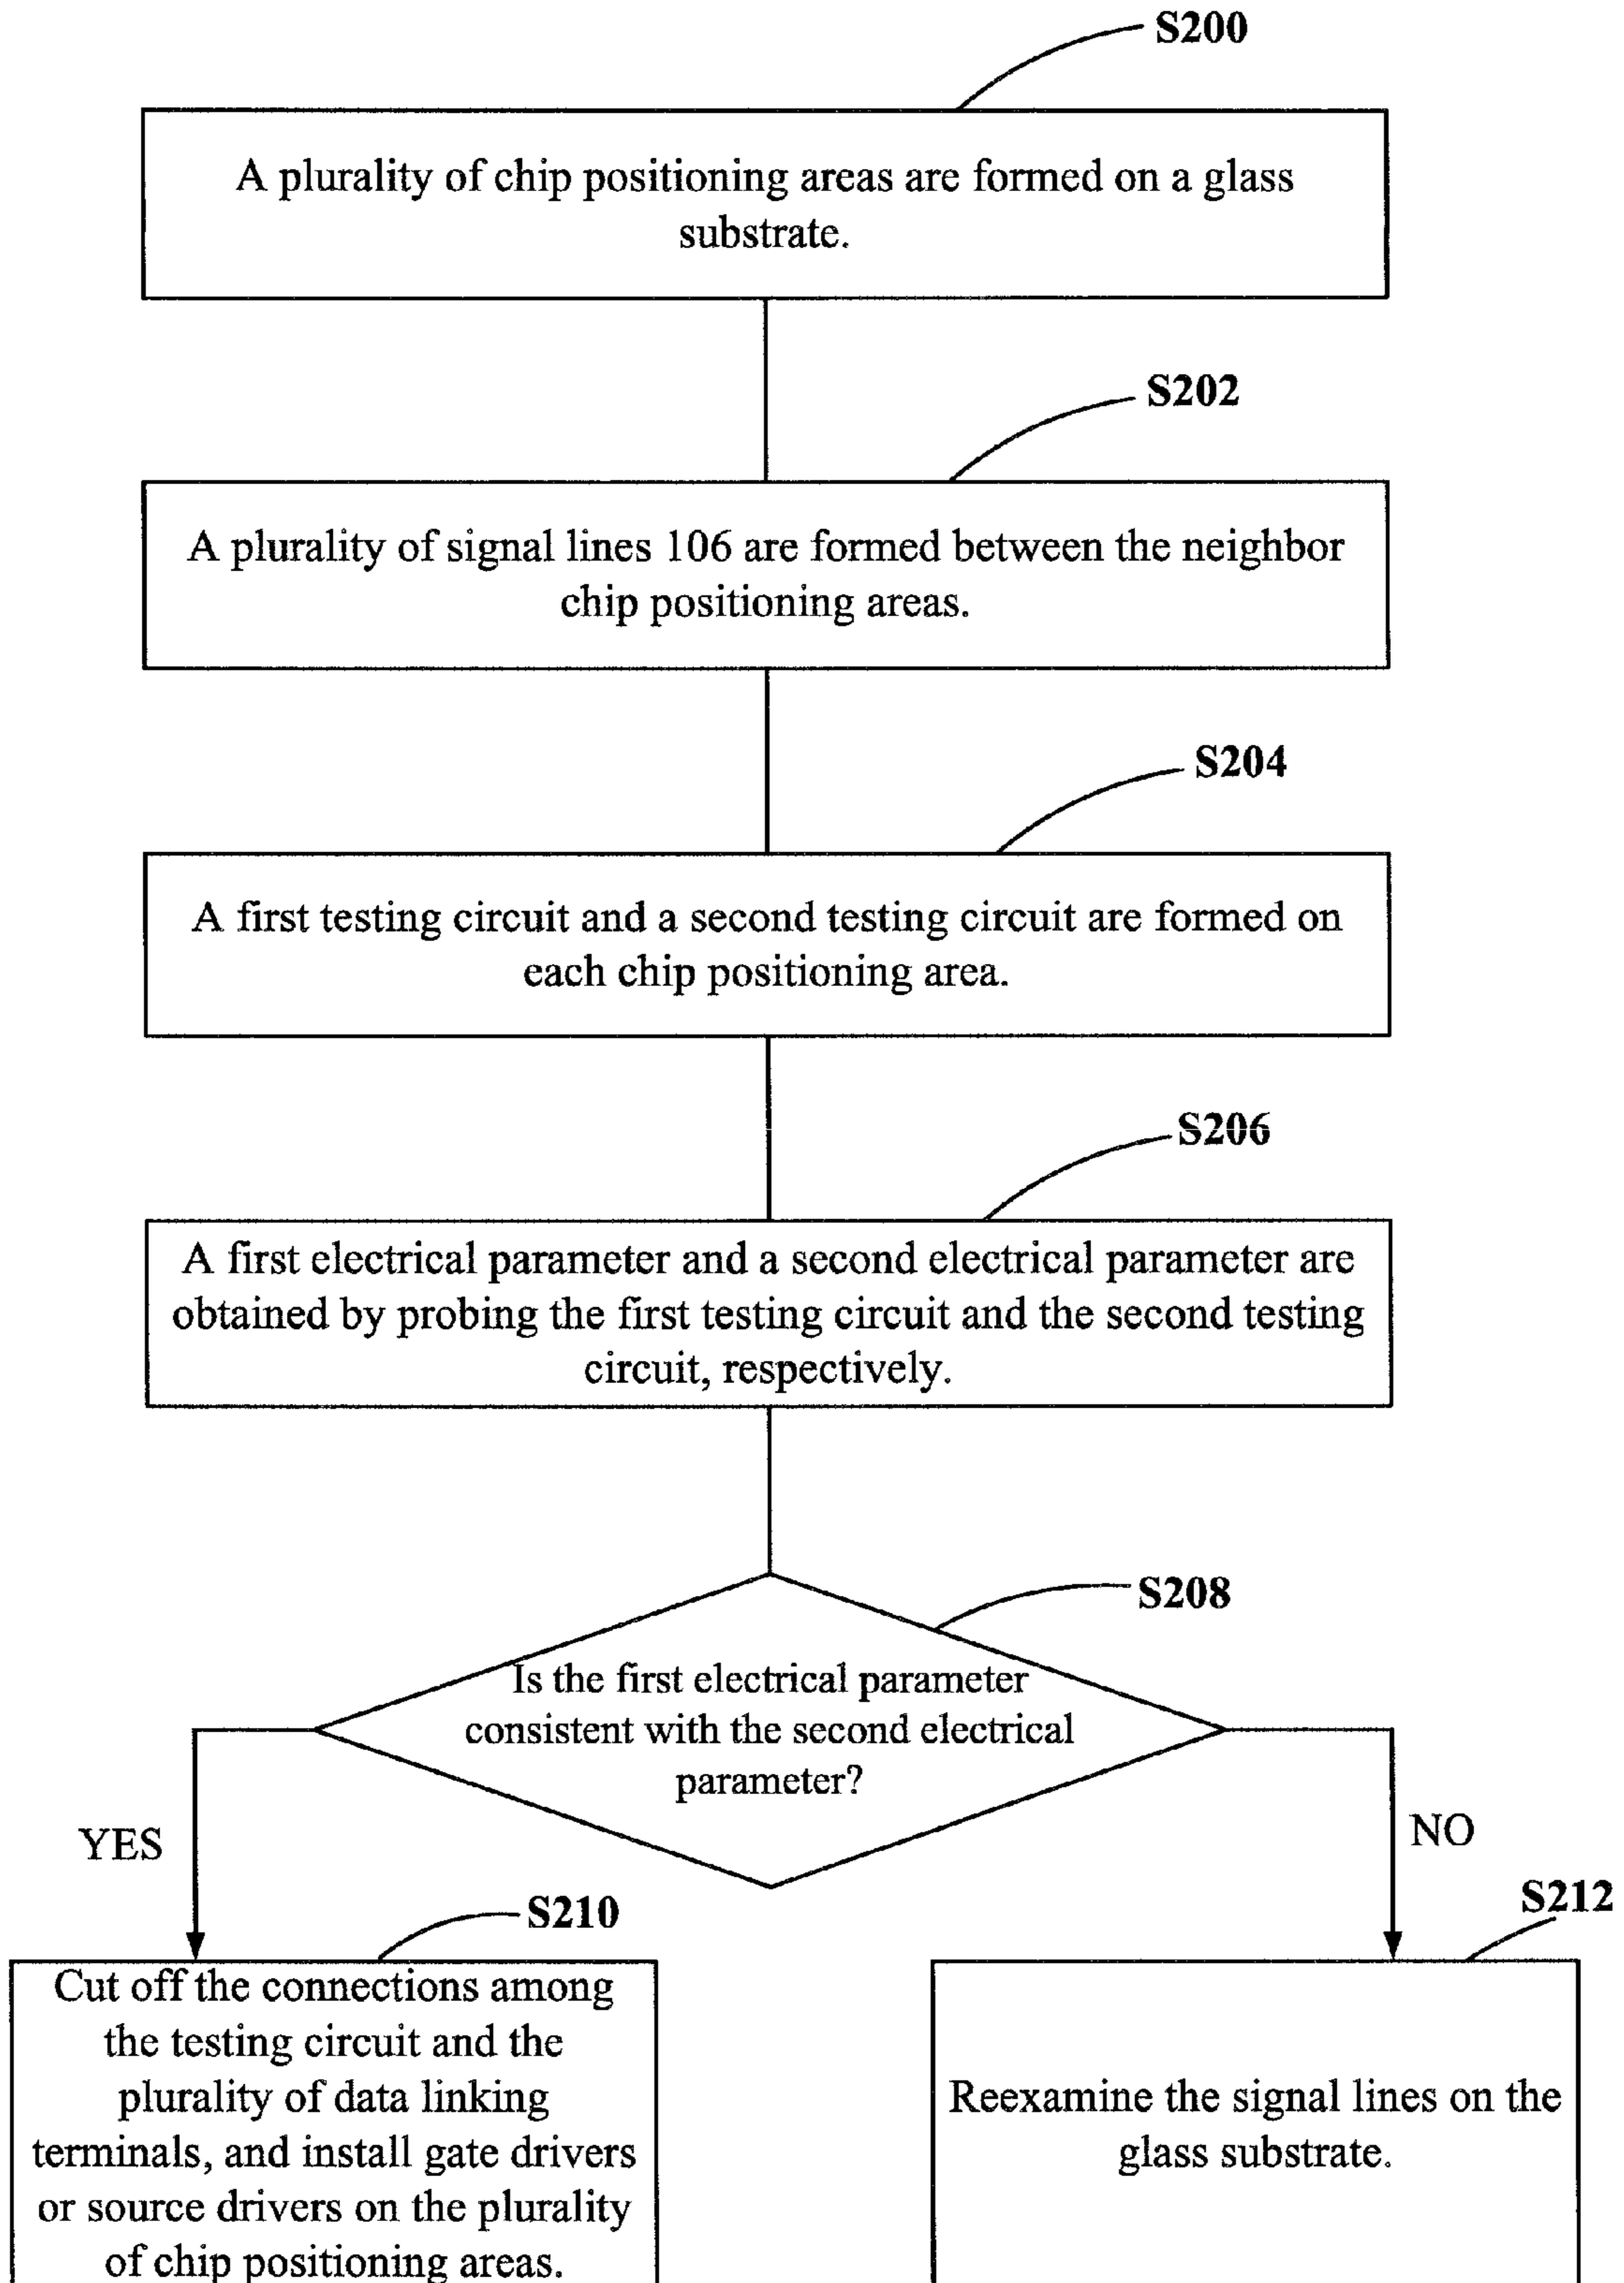 S200
A plurality of chip positioning areas are formed on a glass
substrate.
S202
A plurality of signal lines 106 are formed between the neighbor
chip positioning areas.
S204
A first testing circuit and a second testing circuit are formed on
each chip positioning area.
S206
A first electrical parameter and a second electrical parameter are
obtained by probing the first testing circuit and the second testing
circuit, respectively.
S208
Is the first electrical parameter
consistent with the second electrical
parameter?
YES
NO
S210
Cut off the connections among
the testing circuit and the
plurality of data linking
terminals, and install gate drivers
or source drivers on the plurality
of chip positioning areas.
S212
Reexamine the signal lines on the
glass substrate.